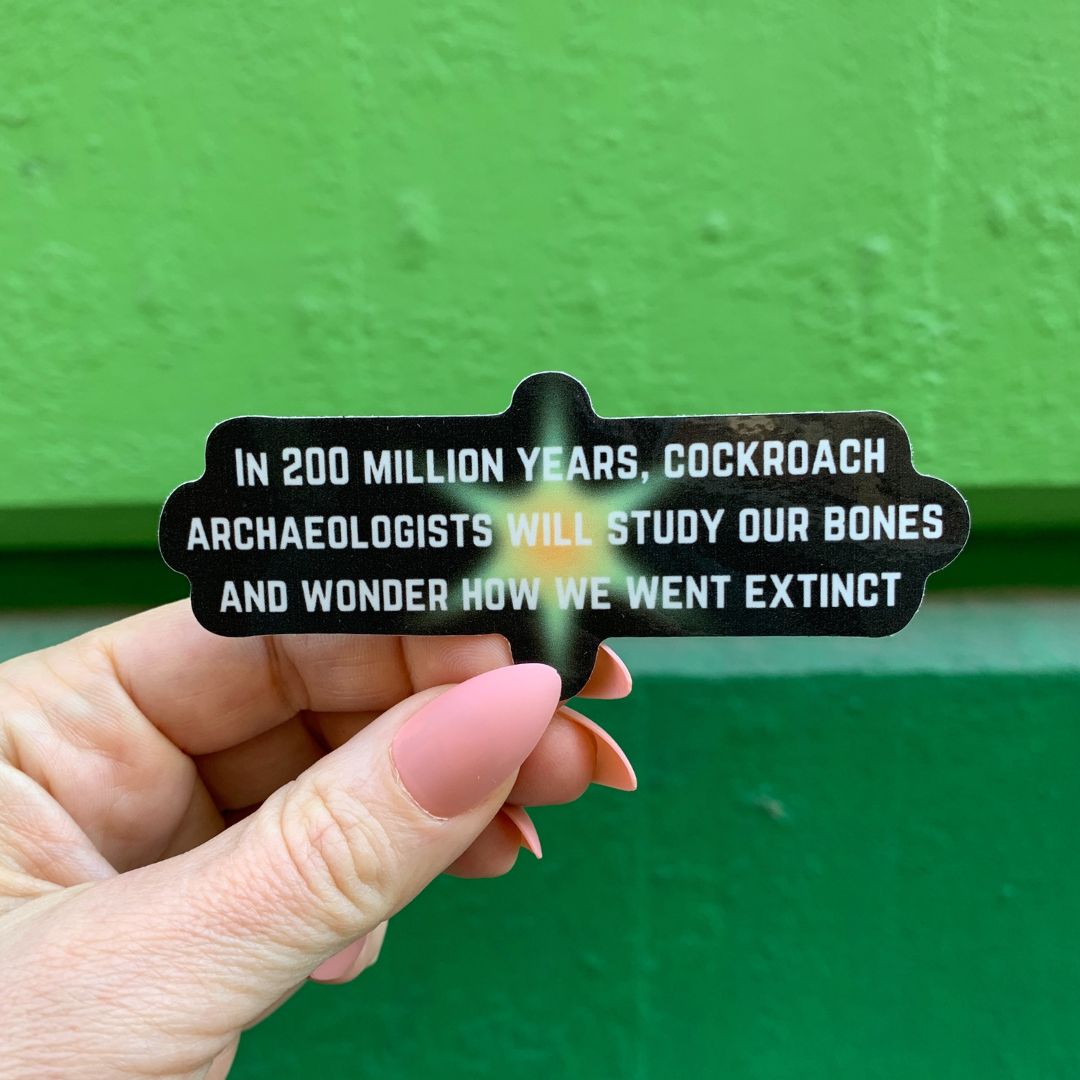 In 200 million years, cockroach
archaeologists will study our bones
and wonder how we went extinct